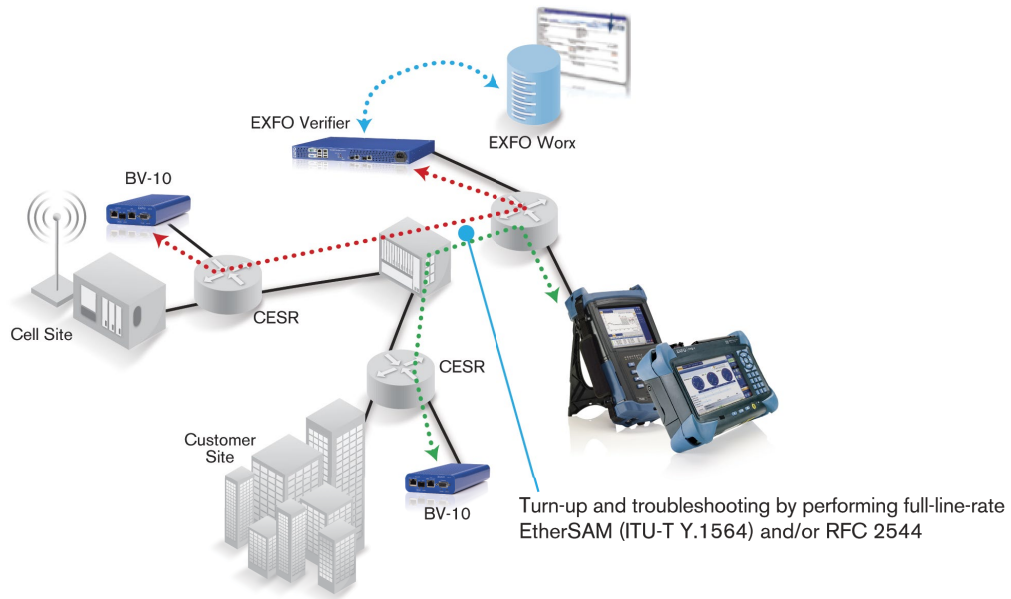 EXFO Verifier
EXFO Worx
BV-10
Cell Site
CESR
CESR
Customer
Site
BV-10
Turn-up and troubleshooting by performing full-line-rate
EtherSAM (ITU-T Y.1564) and/or RFC 2544